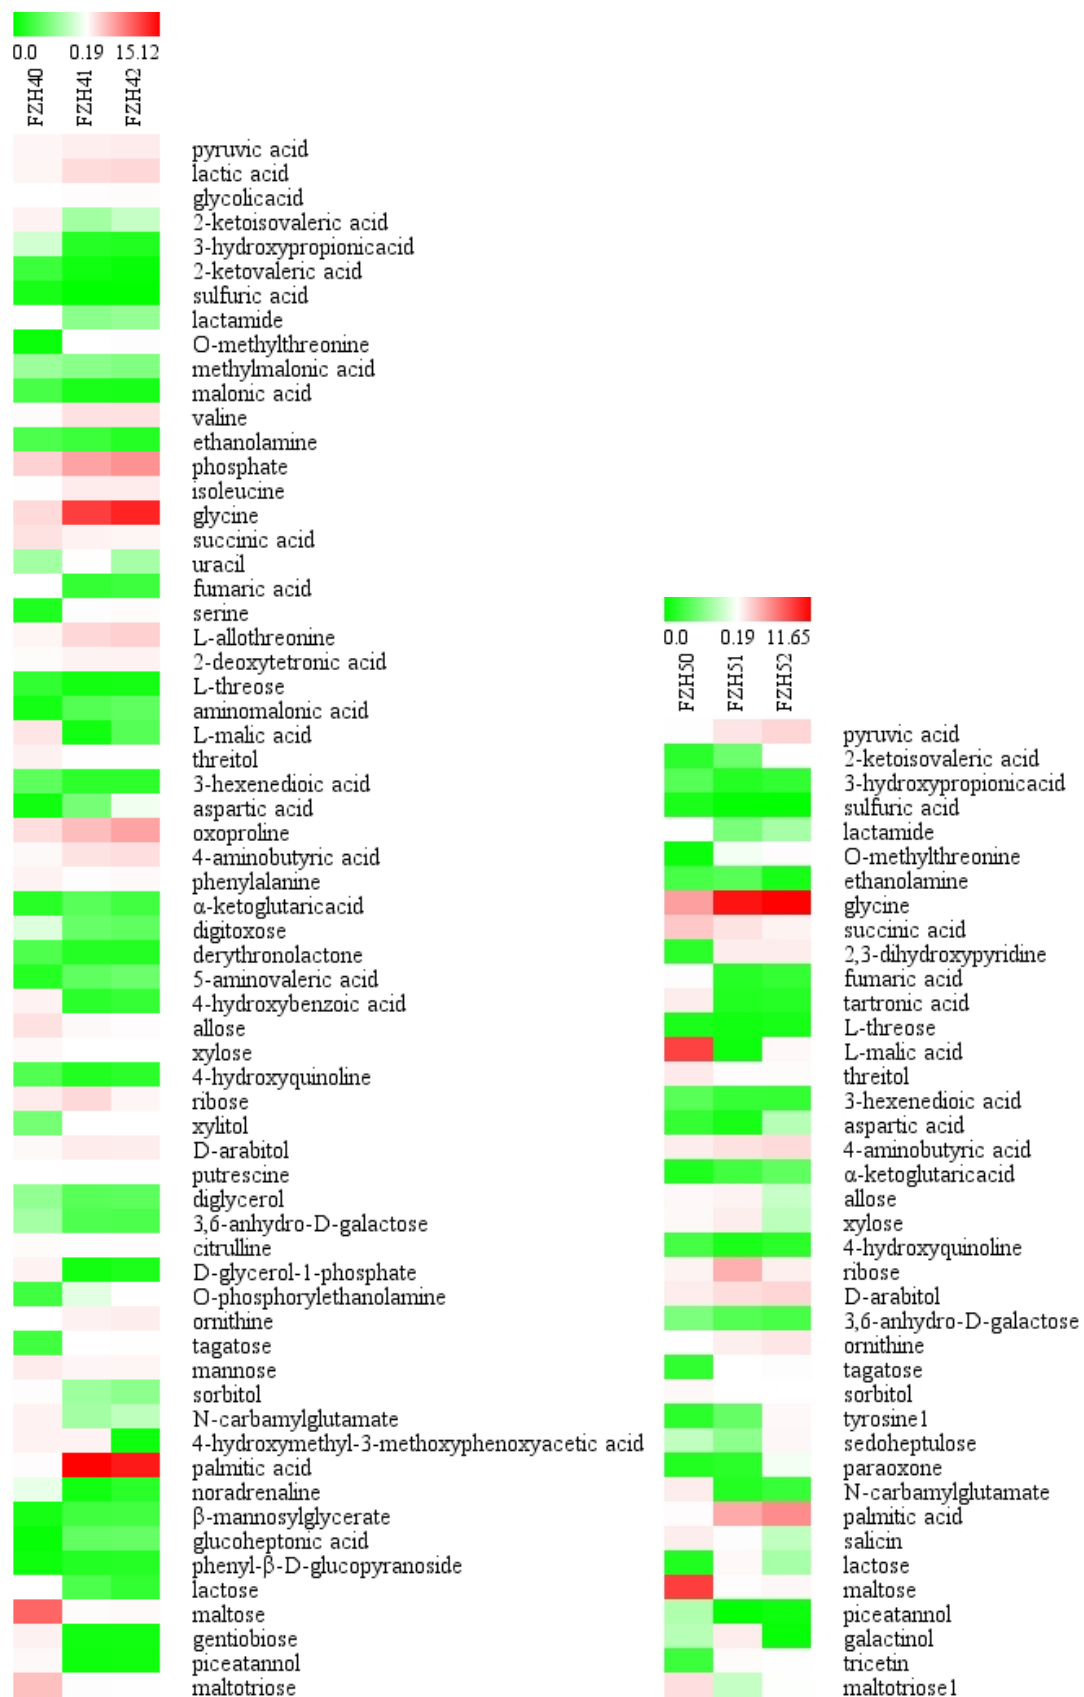 0.0 0.19 15.12
FZH40 FZH41 FZH42
pyruvic acid
lactic acid
glycolicacid
2-ketoisovaleric acid
3-hydroxypropionicacid
2-ketovaleric acid
sulfuric acid
lactamide
O-methylthreonine
methylmalonic acid
malonic acid
valine
ethanolamine
phosphate
isoleucine
glycine
succinic acid
uracil
fumaric acid
serine
L-allothreonine
2-deoxytetronic acid
L-threose
aminomalonic acid
L-malic acid
threitol
3-hexenedioic acid
aspartic acid
oxoproline
4-aminobutyric acid
phenylalanine
α-ketoglutaricacid
digitoxose
derythronolactone
5-aminovaleric acid
4-hydroxybenzoic acid
allose
xylose
4-hydroxyquinoline
ribose
xylitol
D-arabitol
putrescine
diglycerol
3,6-anhydro-D-galactose
citrulline
D-glycerol-1-phosphate
O-phosphorylethanolamine
ornithine
tagatose
mannose
sorbitol
N-carbamylglutamate
4-hydroxymethyl-3-methoxyphenoxyacetic acid
palmitic acid
noradrenaline
β-mannosylglycerate
glucoheptonic acid
phenyl-β-D-glucopyranoside
lactose
maltose
gentiobiose
piceatannol
maltotriose
0.0 0.19 11.65
FZH50 FZH51 FZH52
pyruvic acid
2-ketoisovaleric acid
3-hydroxypropionicacid
sulfuric acid
lactamide
O-methylthreonine
ethanolamine
glycine
succinic acid
2,3-dihydroxypyridine
fumaric acid
tartronic acid
L-threose
L-malic acid
threitol
3-hexenedioic acid
aspartic acid
4-aminobutyric acid
α-ketoglutaricacid
allose
xylose
4-hydroxyquinoline
ribose
D-arabitol
3,6-anhydro-D-galactose
ornithine
tagatose
sorbitol
tyrosine1
sedoheptulose
paraoxone
N-carbamylglutamate
palmitic acid
salicin
lactose
maltose
piceatannol
galactinol
tricetin
maltotriose1